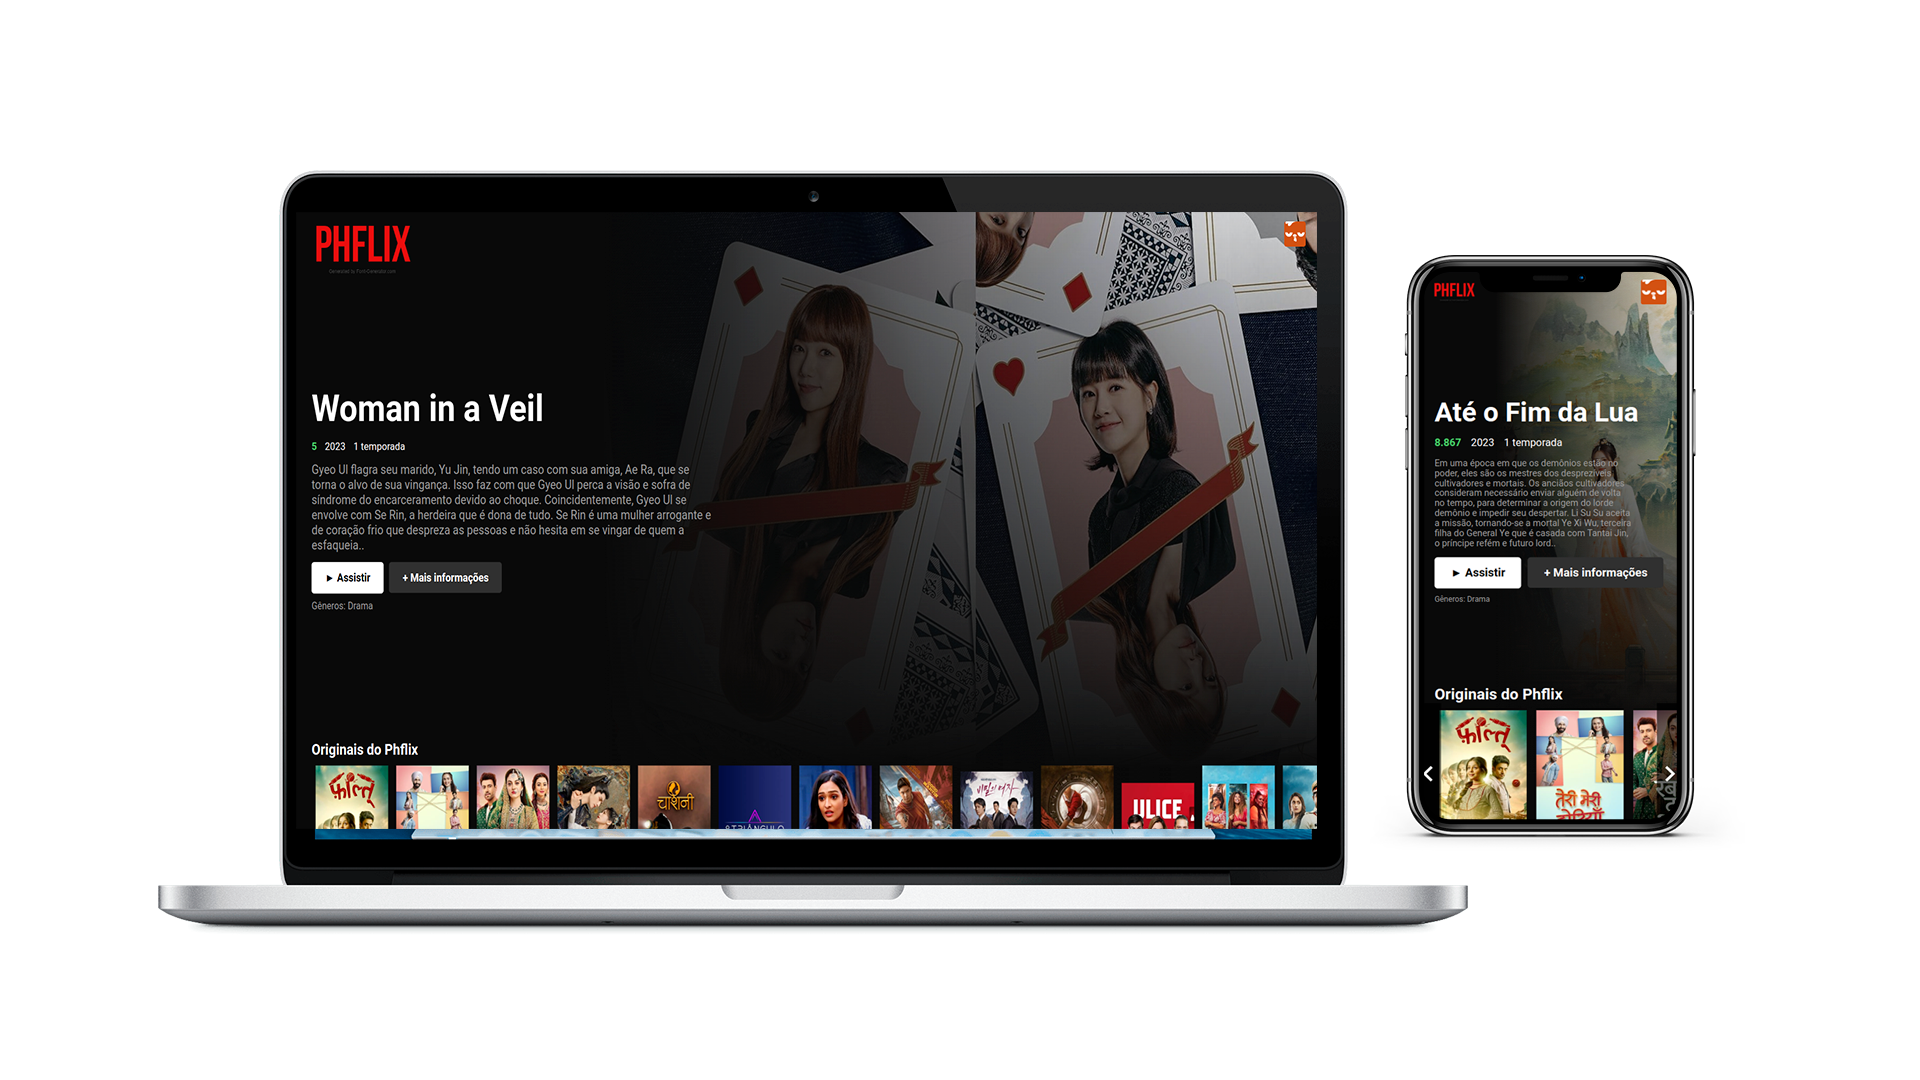 PHFLIX
Woman in a Veil
5 2023 1 temporada
Gyeo Ul flagra seu marido, Yu Jin, tendo um caso com sua amiga, Ae Ra, que se
torna o alvo de sua vingança. Isso faz com que Gyeo Ul perca a visão e sofra de
síndrome do encarceramento devido ao choque. Coincidentemente, Gyeo Ul se
envolve com Se Rin, a herdeira que é dona de tudo. Se Rin é uma mulher arrogante e
de coração frio que despreza as pessoas e não hesita em se vingar de quem a
esfaqueia..
► Assistir
+ Mais informações
Gêneros: Drama
Originais do Phflix
फ़ाल्तू
चाशनी
비밀의 여자
ULICE
PHFLIX
Até o Fim da Lua
8.867 2023 1 temporada
Em uma época em que os demônios estão no
poder, eles são os mestres dos desprezíveis
cultivadores e mortais. Os anciãos cultivadores
consideram necessário enviar alguém de volta
no tempo, para determinar a origem do lorde
demônio e impedir seu despertar. Li Su Su aceita
a missão, tornando-se a mortal Ye Xi Wu, terceira
filha do General Ye que é casada com Tantai Jin,
o príncipe refém e futuro lord..
► Assistir
+ Mais informações
Gêneros: Drama
Originais do Phflix
फ़ाल्तू
तेरी मेरी
डोरियाँ